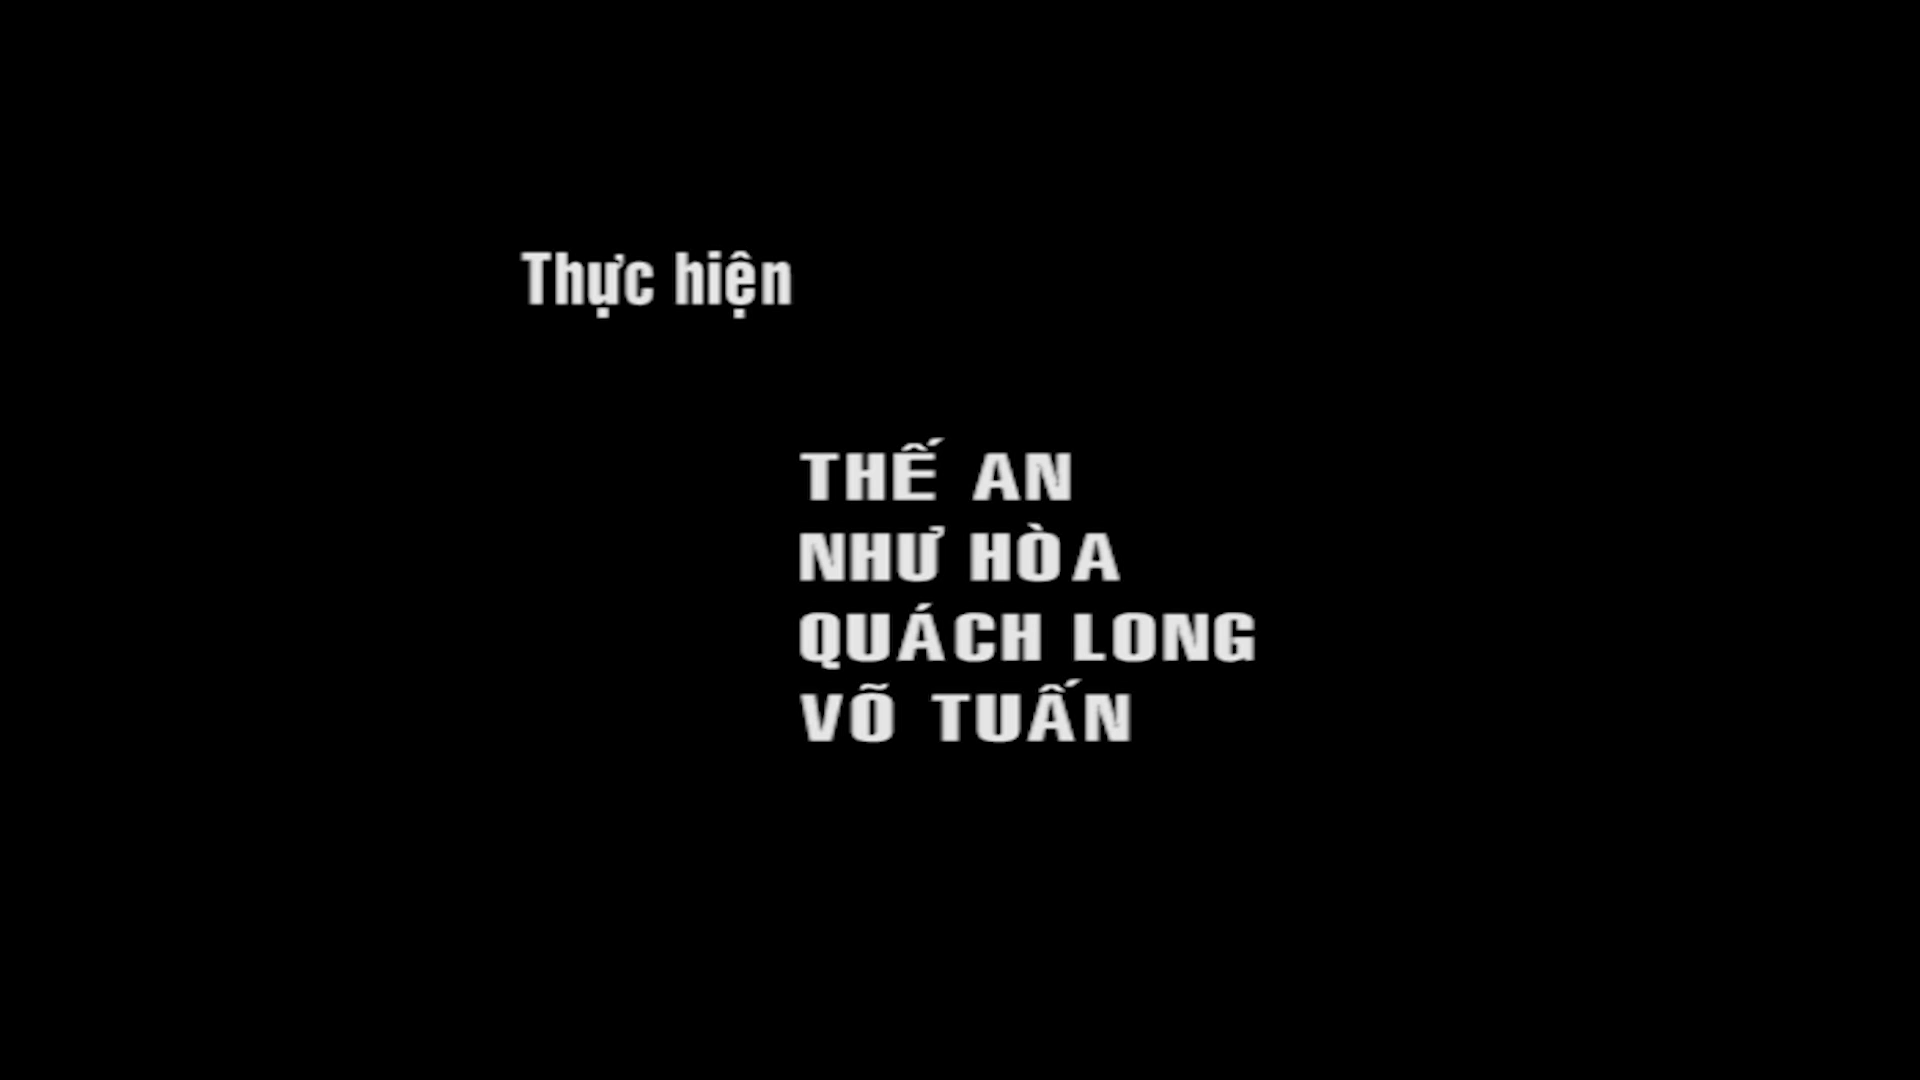 Thực hiện
THẾ AN
NHƯ HÒA
QUÁCH LONG
VÕ TUẤN